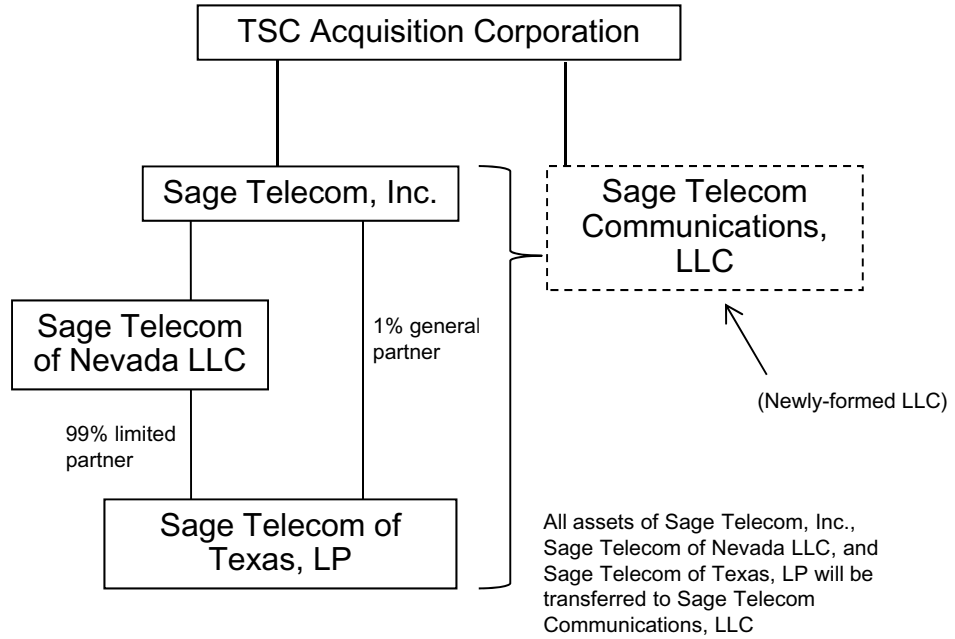 TSC Acquisition Corporation
Sage Telecom, Inc.
Sage Telecom
Communications,
LLC
Sage Telecom
of Nevada LLC
1% general
partner
(Newly-formed LLC)
99% limited
partner
Sage Telecom of
Texas, LP
All assets of Sage Telecom, Inc.,
Sage Telecom of Nevada LLC, and
Sage Telecom of Texas, LP will be
transferred to Sage Telecom
Communications, LLC